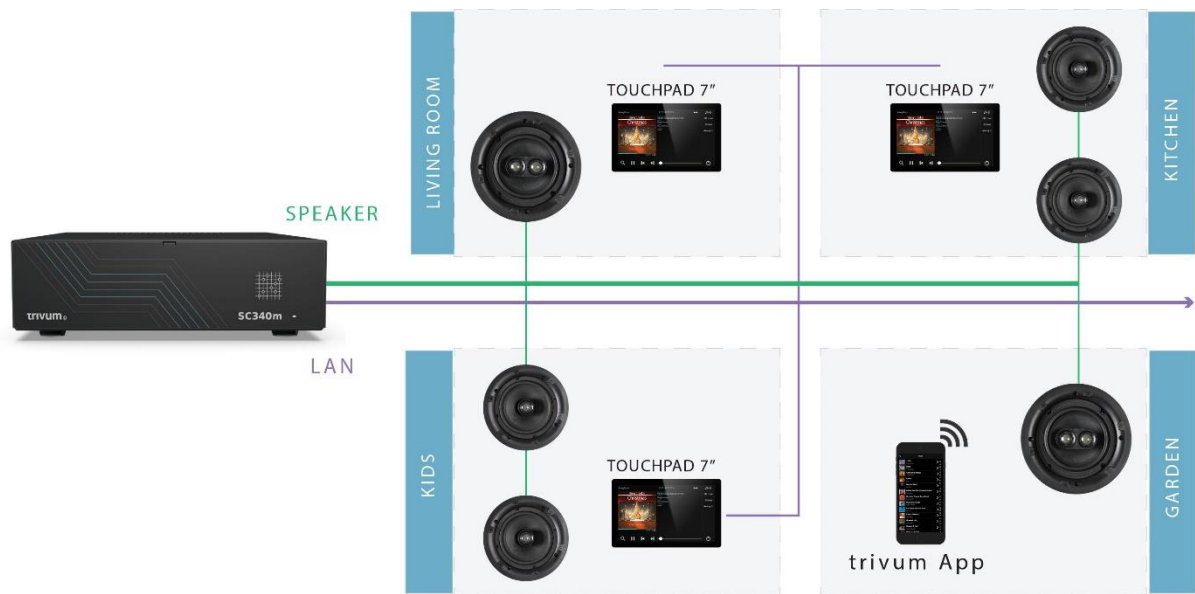 LIVING ROOM
TOUCHPAD 7”
TOUCHPAD 7”
KITCHEN
SPEAKER
trivum
SC340m
LAN
KIDS
TOUCHPAD 7”
trivum App
GARDEN